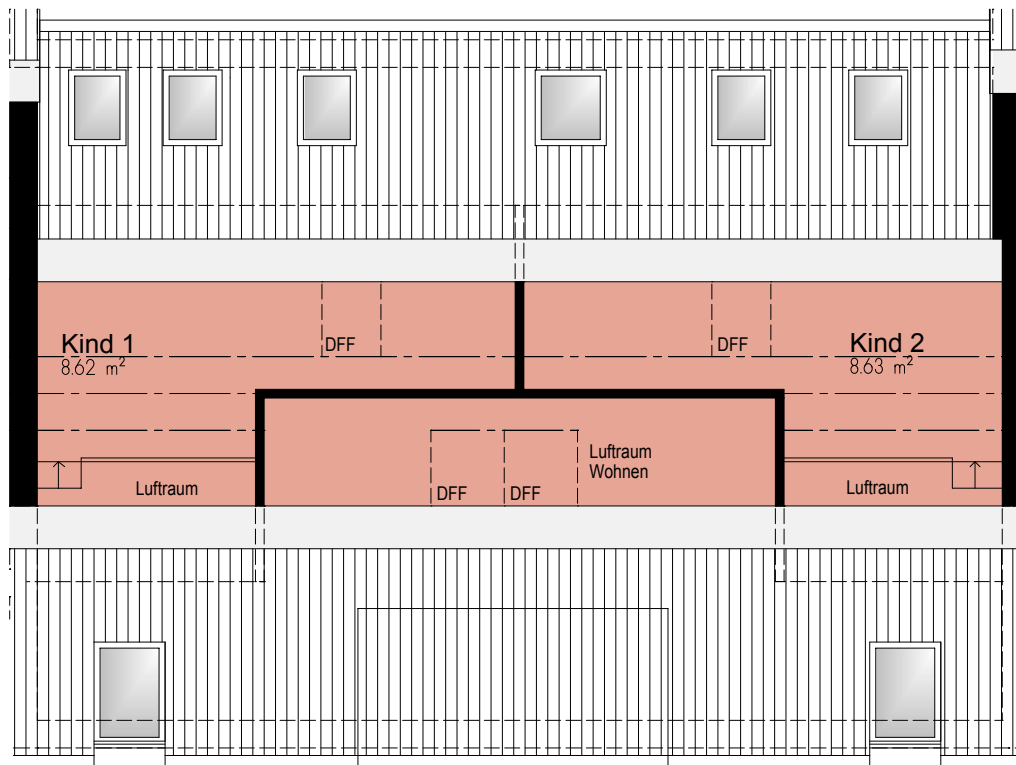 Kind 1
8.62 m²
DFF
DFF
Kind 2
8.63 m²
Luftraum
DFF
DFF
Luftraum
Wohnen
Luftraum